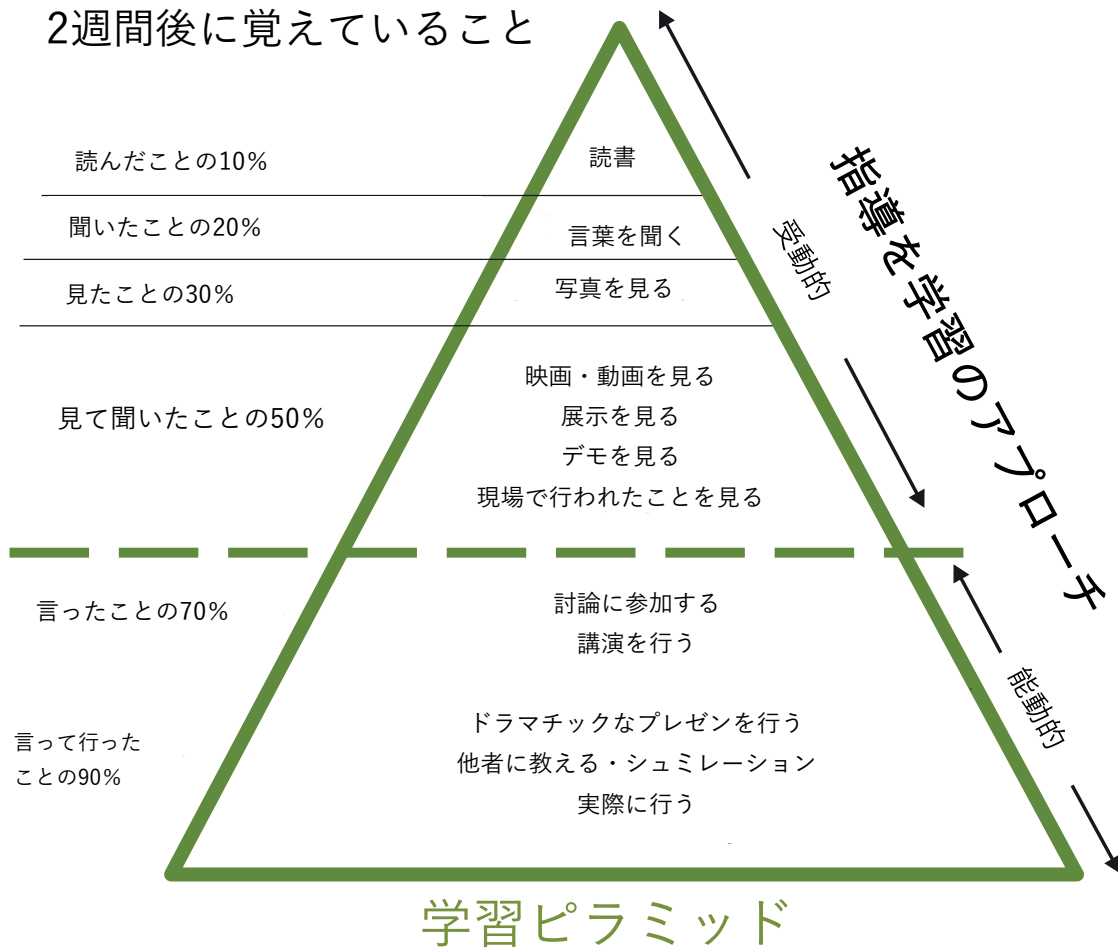 2週間後に覚えていること
読んだことの10%
読書
聞いたことの20%
言葉を聞く
見たことの30%
写真を見る
見て聞いたことの50%
映画・動画を見る
展示を見る
デモを見る
現場で行われたことを見る
受動的
指導を学習のアプローチ
言ったことの70%
討論に参加する
講演を行う
能動的
言って行った
ことの90%
ドラマチックなプレゼンを行う
他者に教える・シュミレーション
実際に行う
学習ピラミッド